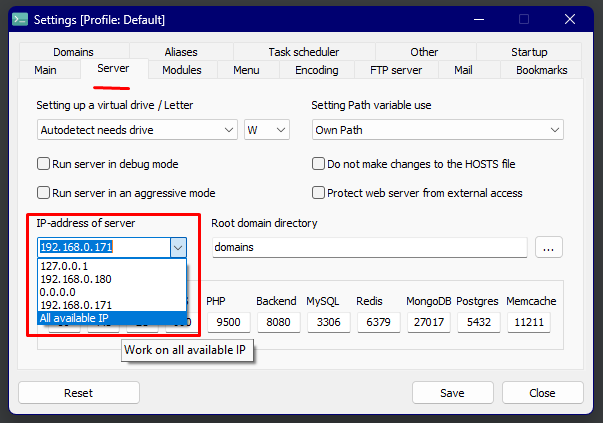 Settings [Profile: Default]
Domains Aliases Task scheduler Other Startup
Main Server Modules Menu Encoding FTP server Mail Bookmarks
Setting up a virtual drive / Letter Setting Path variable use
Autodetect needs drive W Own Path
Run server in debug mode Do not make changes to the HOSTS file
Run server in an aggressive mode Protect web server from external access
IP-address of server Root domain directory
192.168.0.171 domains ...
127.0.0.1
192.168.0.180
0.0.0.0 PHP Backend MySQL Redis MongoDB Postgres Memcache
192.168.0.171
All available IP 9500 8080 3306 6379 27017 5432 11211
Work on all available IP
Reset Save Close